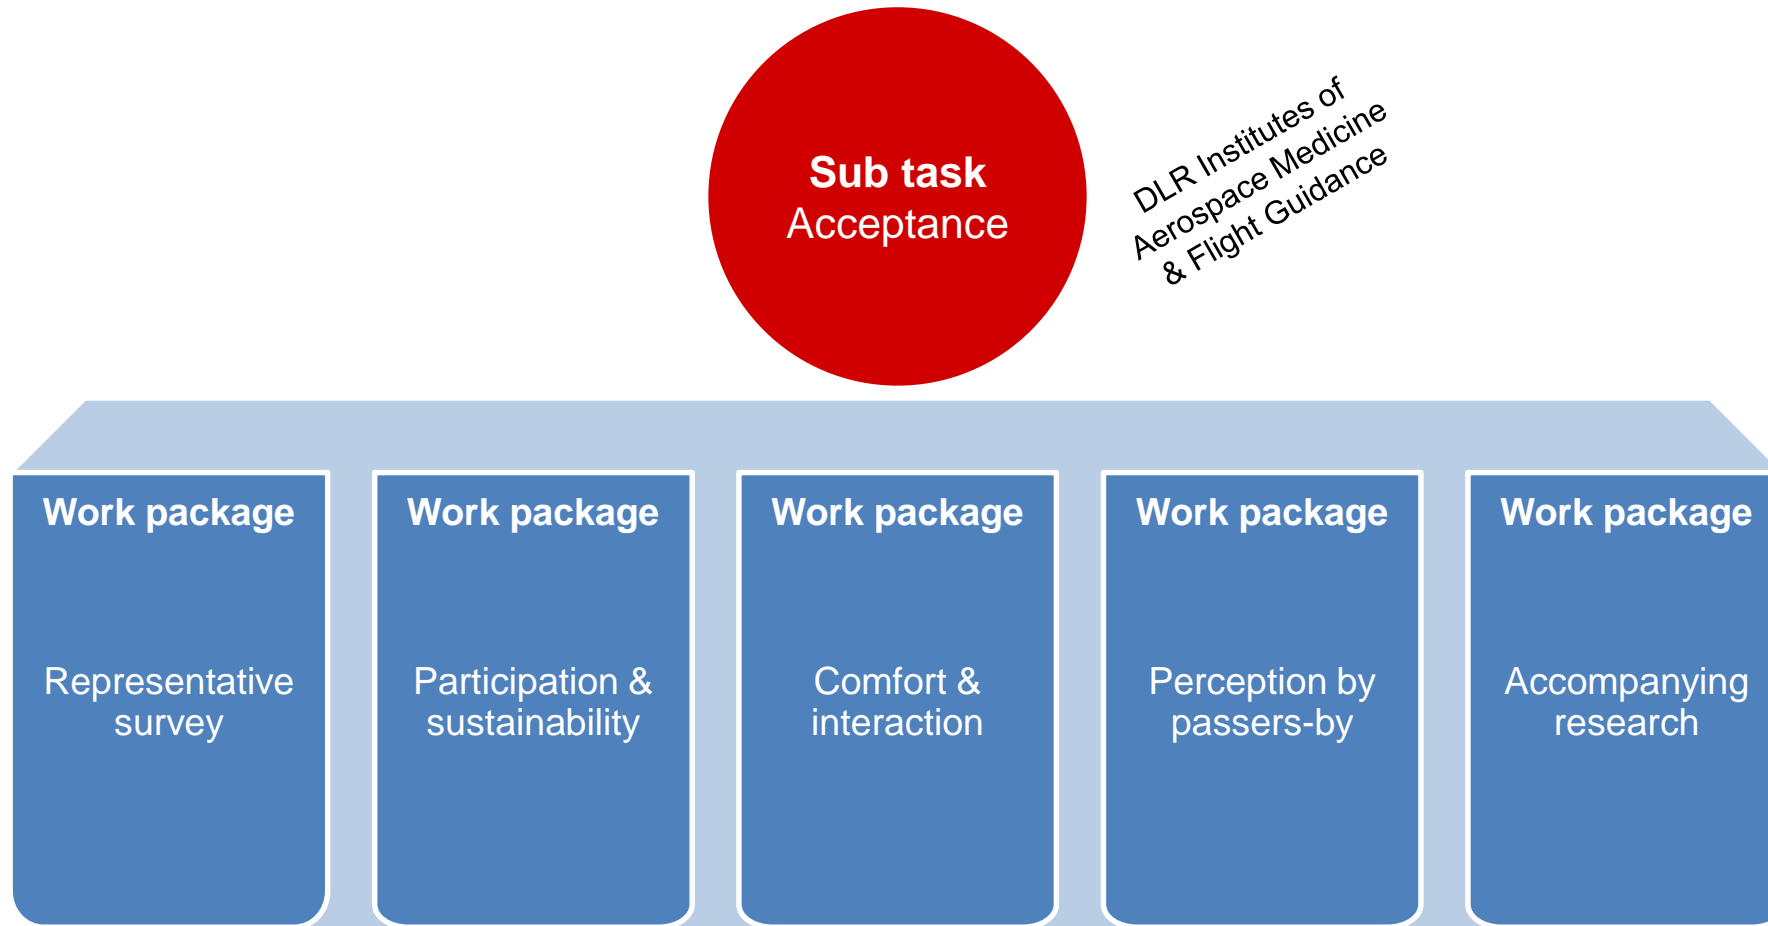 Sub task
Acceptance
DLR Institutes of
Aerospace Medicine
& Flight Guidance
Work package
Representative
survey
Work package
Participation &
sustainability
Work package
Comfort &
interaction
Work package
Perception by
passers-by
Work package
Accompanying
research